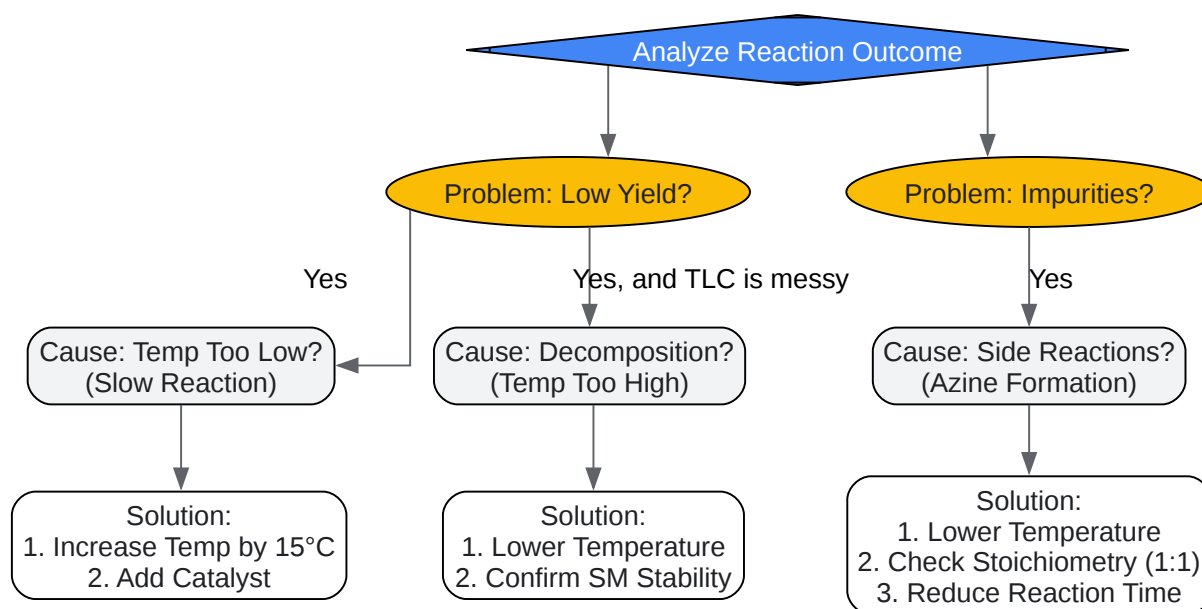 Analyze Reaction Outcome
Problem: Low Yield?
Problem: Impurities?
Yes
Yes, and TLC is messy
Yes
Cause: Temp Too Low?
(Slow Reaction)
Cause: Decomposition?
(Temp Too High)
Cause: Side Reactions?
(Azine Formation)
Solution:
1. Increase Temp by 15°C
2. Add Catalyst
Solution:
1. Lower Temperature
2. Confirm SM Stability
Solution:
1. Lower Temperature
2. Check Stoichiometry (1:1)
3. Reduce Reaction Time